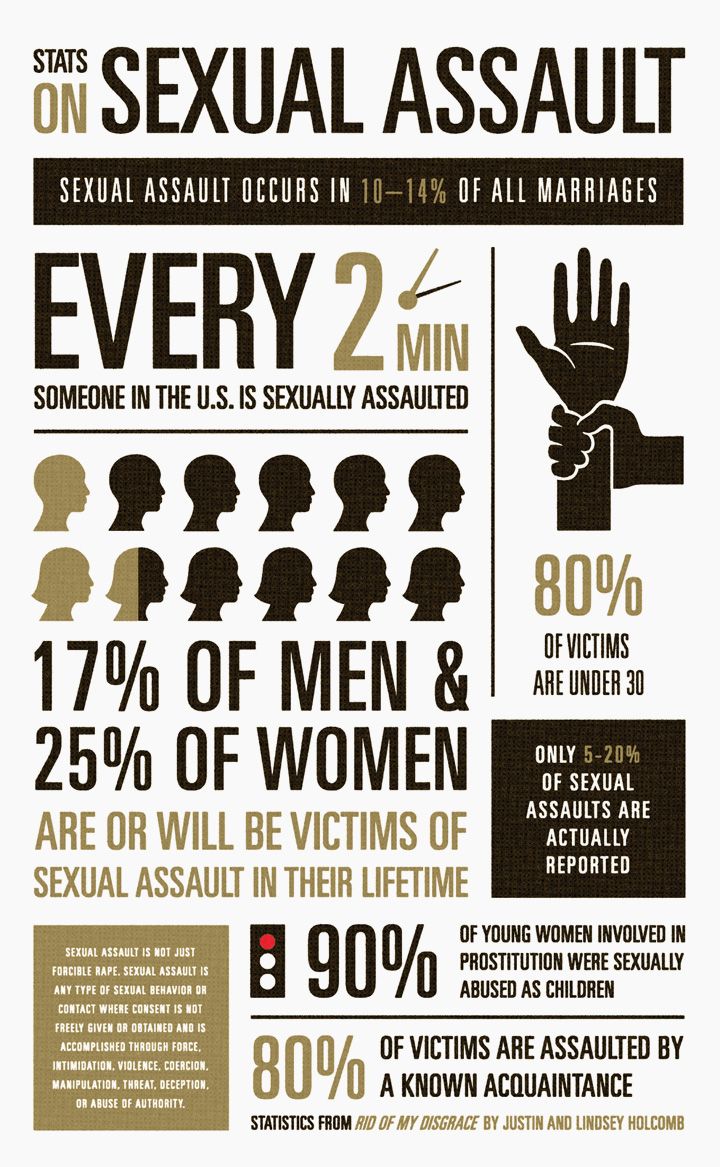 STATS
ON SEXUAL ASSAULT
SEXUAL ASSAULT OCCURS IN 10–14% OF ALL MARRIAGES
EVERY 2 MIN
SOMEONE IN THE U.S. IS SEXUALLY ASSAULTED
80%
OF VICTIMS
ARE UNDER 30
17% OF MEN &
25% OF WOMEN
ARE OR WILL BE VICTIMS OF
SEXUAL ASSAULT IN THEIR LIFETIME
ONLY 5-20%
OF SEXUAL
ASSAULTS ARE
ACTUALLY
REPORTED
SEXUAL ASSAULT IS NOT JUST
FORCIBLE RAPE. SEXUAL ASSAULT IS
ANY TYPE OF SEXUAL BEHAVIOR OR
CONTACT WHERE CONSENT IS NOT
FREELY GIVEN OR OBTAINED AND IS
ACCOMPLISHED THROUGH FORCE,
INTIMIDATION, VIOLENCE, COERCION,
MANIPULATION, THREAT, DECEPTION,
OR ABUSE OF AUTHORITY.
90%
OF YOUNG WOMEN INVOLVED IN
PROSTITUTION WERE SEXUALLY
ABUSED AS CHILDREN
80%
OF VICTIMS ARE ASSAULTED BY
A KNOWN ACQUAINTANCE
STATISTICS FROM RID OF MY DISGRACE BY JUSTIN AND LINDSEY HOLCOMB